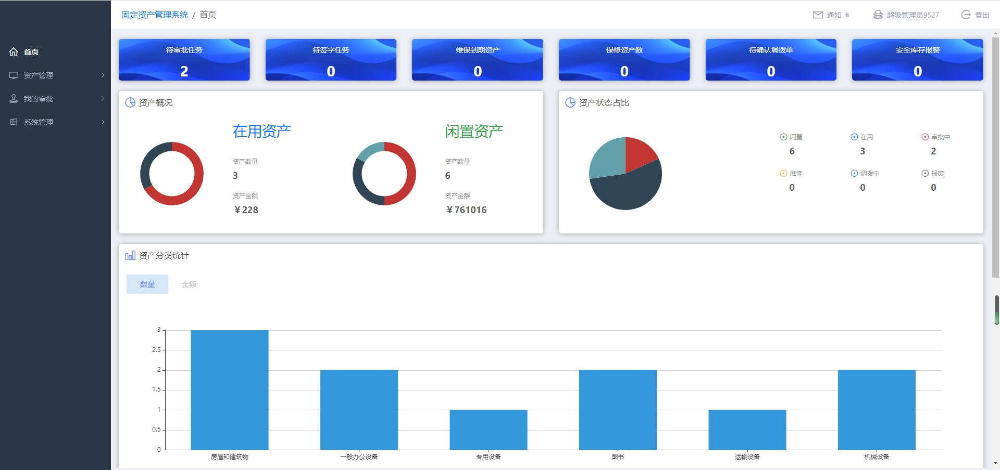 固定资产管理系统 / 首页
通知 6
超级管理员9527
登出
首页
资产管理
我的审批
系统管理
待审批任务
2
待签字任务
0
维保到期资产
0
保修资产数
0
待确认调拨单
0
安全库存报警
0
资产概况
在用资产
资产数量
3
资产金额
￥228
闲置资产
资产数量
6
资产金额
￥761016
资产状态占比
闲置
6
在用
3
审批中
2
维修
0
调拨中
0
报废
0
资产分类统计
数量
金额
3
2.5
2
1.5
1
0.5
0
房屋和建筑物
一般办公设备
专用设备
图书
运输设备
机械设备